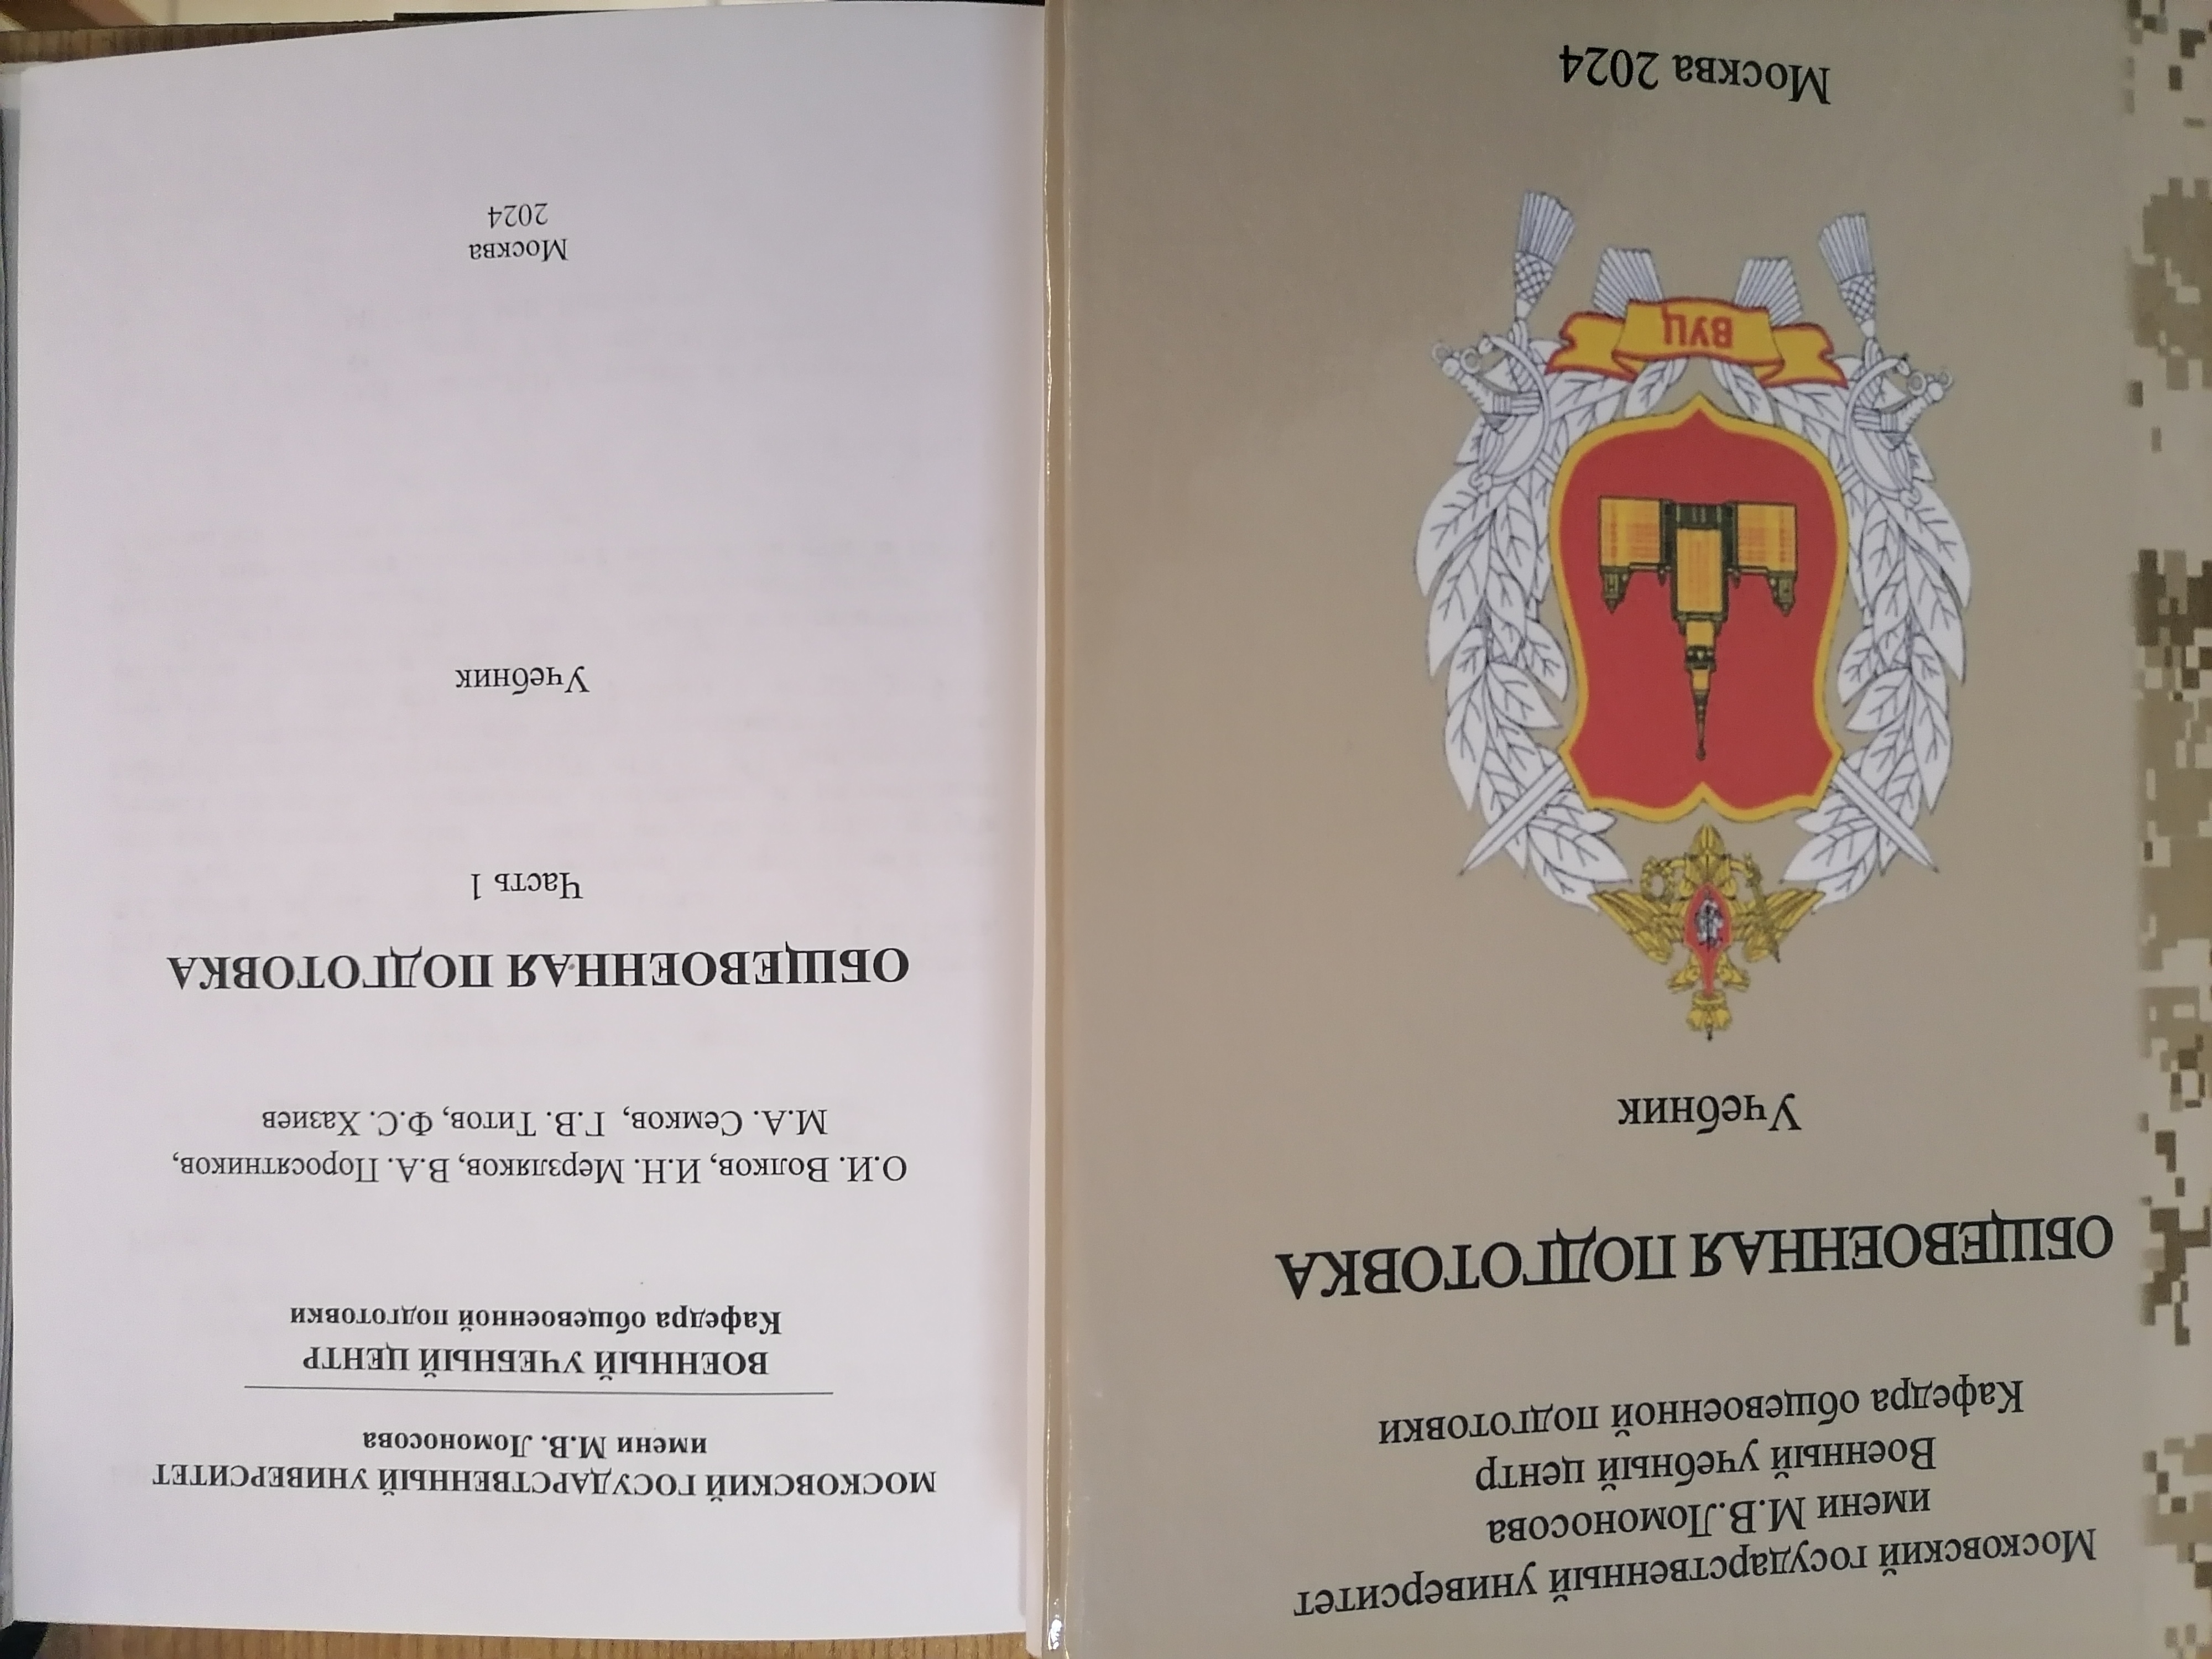 Московский государственный университет
имени М.В.Ломоносова
Военный учебный центр
Кафедра общевоенной подготовки
ОБЩЕВОЕННАЯ ПОДГОТОВКА
Учебник
ВУЦ
Москва 2024
МОСКОВСКИЙ ГОСУДАРСТВЕННЫЙ УНИВЕРСИТЕТ
имени М.В. Ломоносова
ВОЕННЫЙ УЧЕБНЫЙ ЦЕНТР
Кафедра общевоенной подготовки
О.И. Волков, И.Н. Мерзляков, В.А. Поросятников,
М.А. Семков, Г.В. Титов, Ф.С. Хазиев
ОБЩЕВОЕННАЯ ПОДГОТОВКА
Часть 1
Учебник
Москва
2024